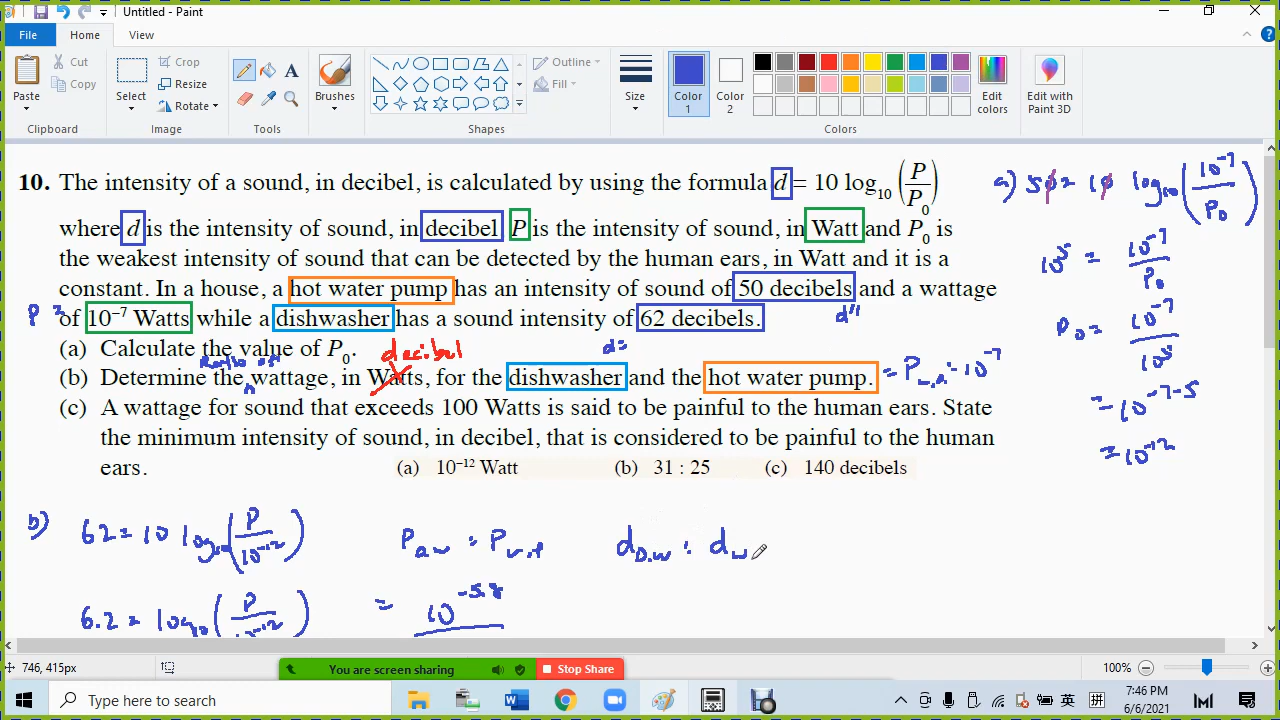 Untitled - Paint
File Home View
Paste Cut Copy Clipboard
Select Crop Resize Rotate Image
Tools
Brushes
Shapes Outline Fill
Size
Color 1 Color 2 Edit colors Colors
Edit with Paint 3D
10. The intensity of a sound, in decibel, is calculated by using the formula d = 10 log₁₀ (P/P₀)
where d is the intensity of sound, in decibel P is the intensity of sound, in Watt and P₀ is
the weakest intensity of sound that can be detected by the human ears, in Watt and it is a
constant. In a house, a hot water pump has an intensity of sound of 50 decibels and a wattage
of 10⁻⁷ Watts while a dishwasher has a sound intensity of 62 decibels.
P =
d"
(a) Calculate the value of P₀.
decibel
d=
ratio of
(b) Determine the wattage, in Watts, for the dishwasher and the hot water pump.
(c) A wattage for sound that exceeds 100 Watts is said to be painful to the human ears. State
the minimum intensity of sound, in decibel, that is considered to be painful to the human
ears.
(a) 10⁻¹² Watt (b) 31 : 25 (c) 140 decibels
a) 50 = 10 log₁₀ (10⁻⁷/P₀)
10⁵ = 10⁻⁷/P₀
P₀ = 10⁻⁷/10⁵
= 10⁻⁷⁻⁵
= 10⁻¹²
b) 62 = 10 log₁₀ (P/10⁻¹²)
6.2 = log₁₀ (P/10⁻¹²)
= 10⁻⁵·⁸
d D.W : d w
746, 415px
100%
You are screen sharing Stop Share
Type here to search
英 拼
7:46 PM
6/6/2021